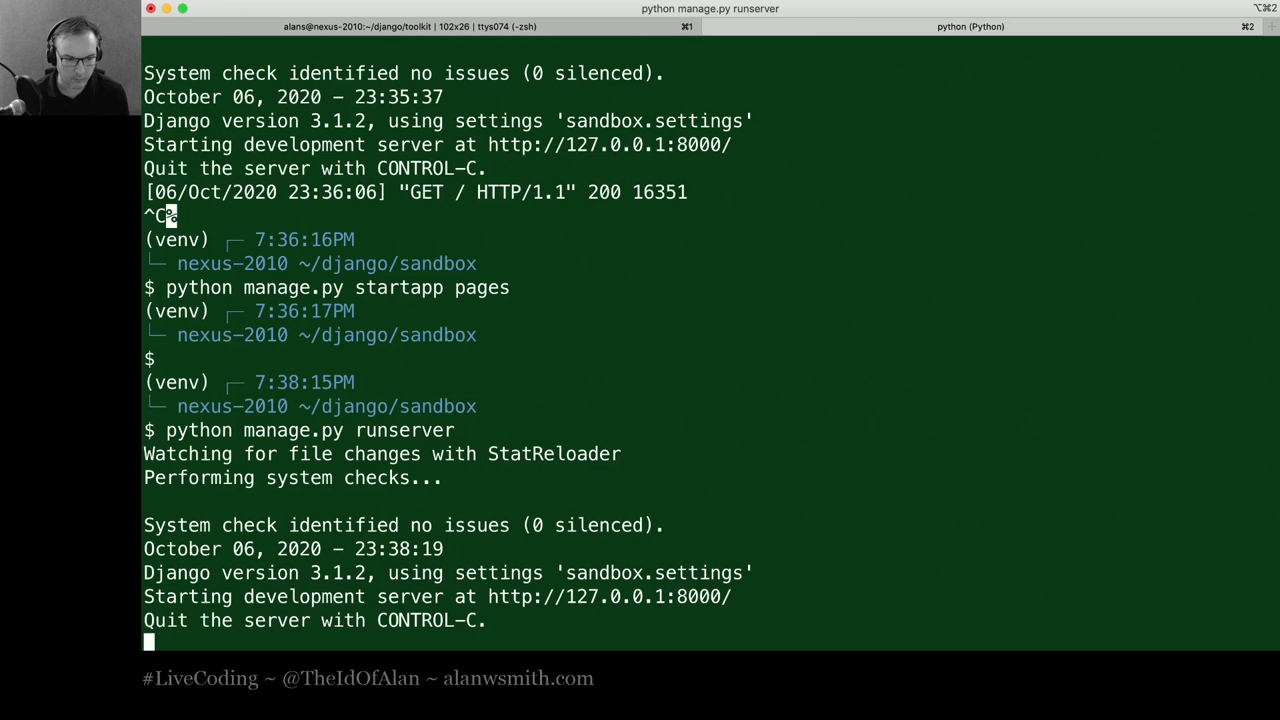 python manage.py runserver
⌥⌘2
alans@nexus-2010:~/django/toolkit | 102x26 | ttys074 (-zsh)
⌘1
python (Python)
⌘2
System check identified no issues (0 silenced).
October 06, 2020 - 23:35:37
Django version 3.1.2, using settings 'sandbox.settings'
Starting development server at http://127.0.0.1:8000/
Quit the server with CONTROL-C.
[06/Oct/2020 23:36:06] "GET / HTTP/1.1" 200 16351
^C%
(venv) ┌─ 7:36:16PM
└─ nexus-2010 ~/django/sandbox
$ python manage.py startapp pages
(venv) ┌─ 7:36:17PM
└─ nexus-2010 ~/django/sandbox
$
(venv) ┌─ 7:38:15PM
└─ nexus-2010 ~/django/sandbox
$ python manage.py runserver
Watching for file changes with StatReloader
Performing system checks...
System check identified no issues (0 silenced).
October 06, 2020 - 23:38:19
Django version 3.1.2, using settings 'sandbox.settings'
Starting development server at http://127.0.0.1:8000/
Quit the server with CONTROL-C.
#LiveCoding ~ @TheIdOfAlan ~ alanwsmith.com